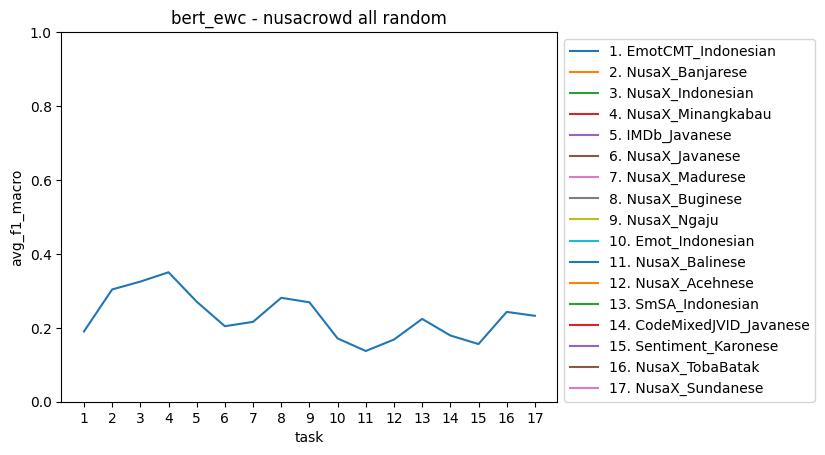 bert_ewc - nusacrowd all random
avg_f1_macro
1.0
0.8
0.6
0.4
0.2
0.0
1 2 3 4 5 6 7 8 9 10 11 12 13 14 15 16 17
task
1. EmotCMT_Indonesian
2. NusaX_Banjarese
3. NusaX_Indonesian
4. NusaX_Minangkabau
5. IMDb_Javanese
6. NusaX_Javanese
7. NusaX_Madurese
8. NusaX_Buginese
9. NusaX_Ngaju
10. Emot_Indonesian
11. NusaX_Balinese
12. NusaX_Acehnese
13. SmSA_Indonesian
14. CodeMixedJVID_Javanese
15. Sentiment_Karonese
16. NusaX_TobaBatak
17. NusaX_Sundanese